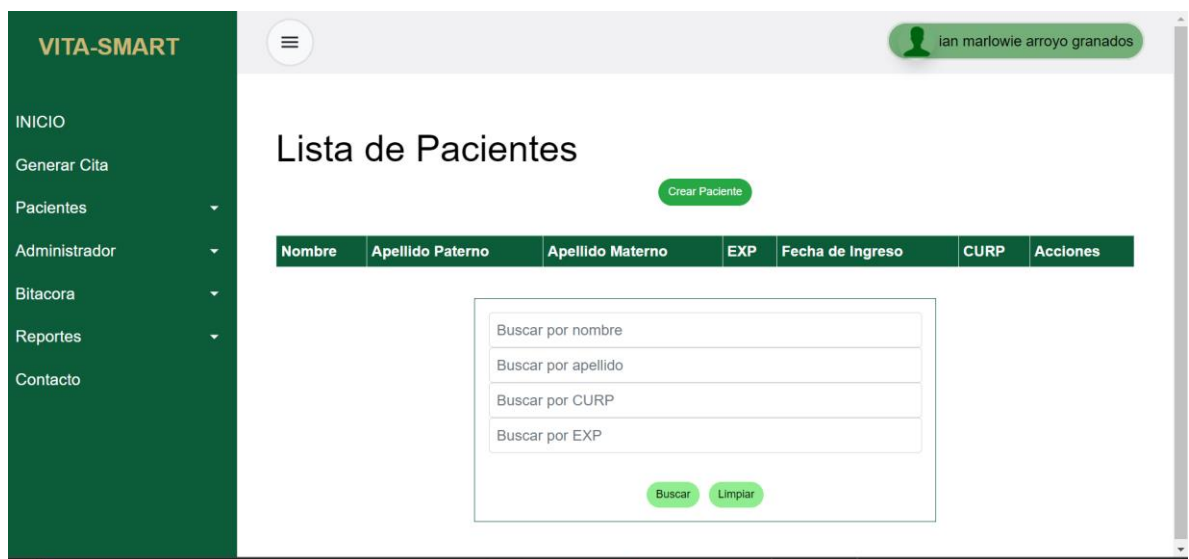 VITA-SMART
ian marlowie arroyo granados
INICIO
Generar Cita
Pacientes
Administrador
Bitacora
Reportes
Contacto
Lista de Pacientes
Crear Paciente
Nombre Apellido Paterno Apellido Materno EXP Fecha de Ingreso CURP Acciones
Buscar por nombre
Buscar por apellido
Buscar por CURP
Buscar por EXP
Buscar Limpiar